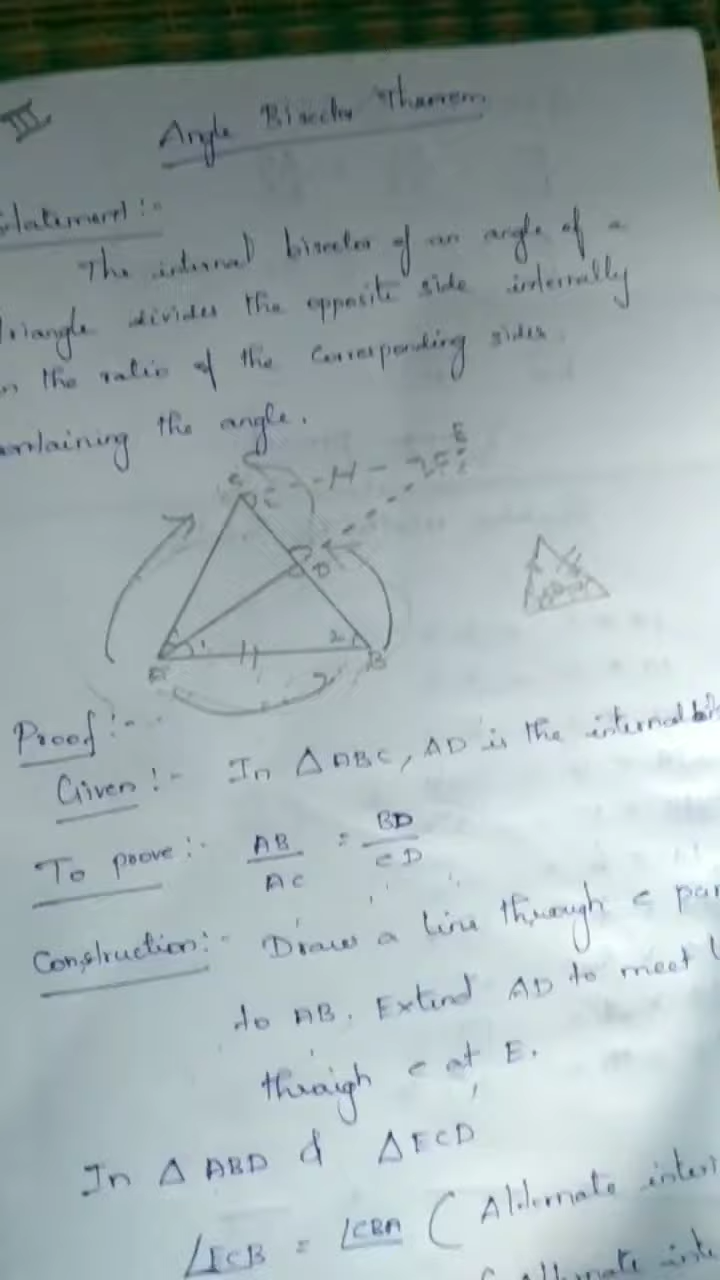 III
Angle Bisector Theorem
Statement :-
The internal bisector of an angle of a
triangle divides the opposite side internally
in the ratio of the corresponding sides
containing the angle.
E
C
D
1
2
A
B
Proof :-
Given :- In △ABC, AD is the internal
To prove :- AB/AC = BD/CD
Construction :- Draw a line through C
to AB. Extend AD to meet
through C at E.
In △ ABD & △ECD
∠ECB = ∠CBA ( Alternate